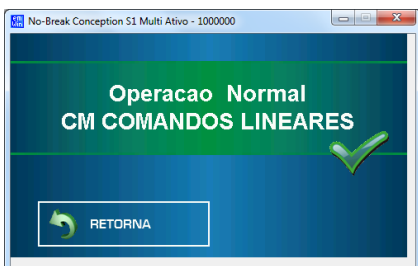 No-Break Conception S1 Multi Ativo - 1000000
Operacao Normal
CM COMANDOS LINEARES
RETORNA